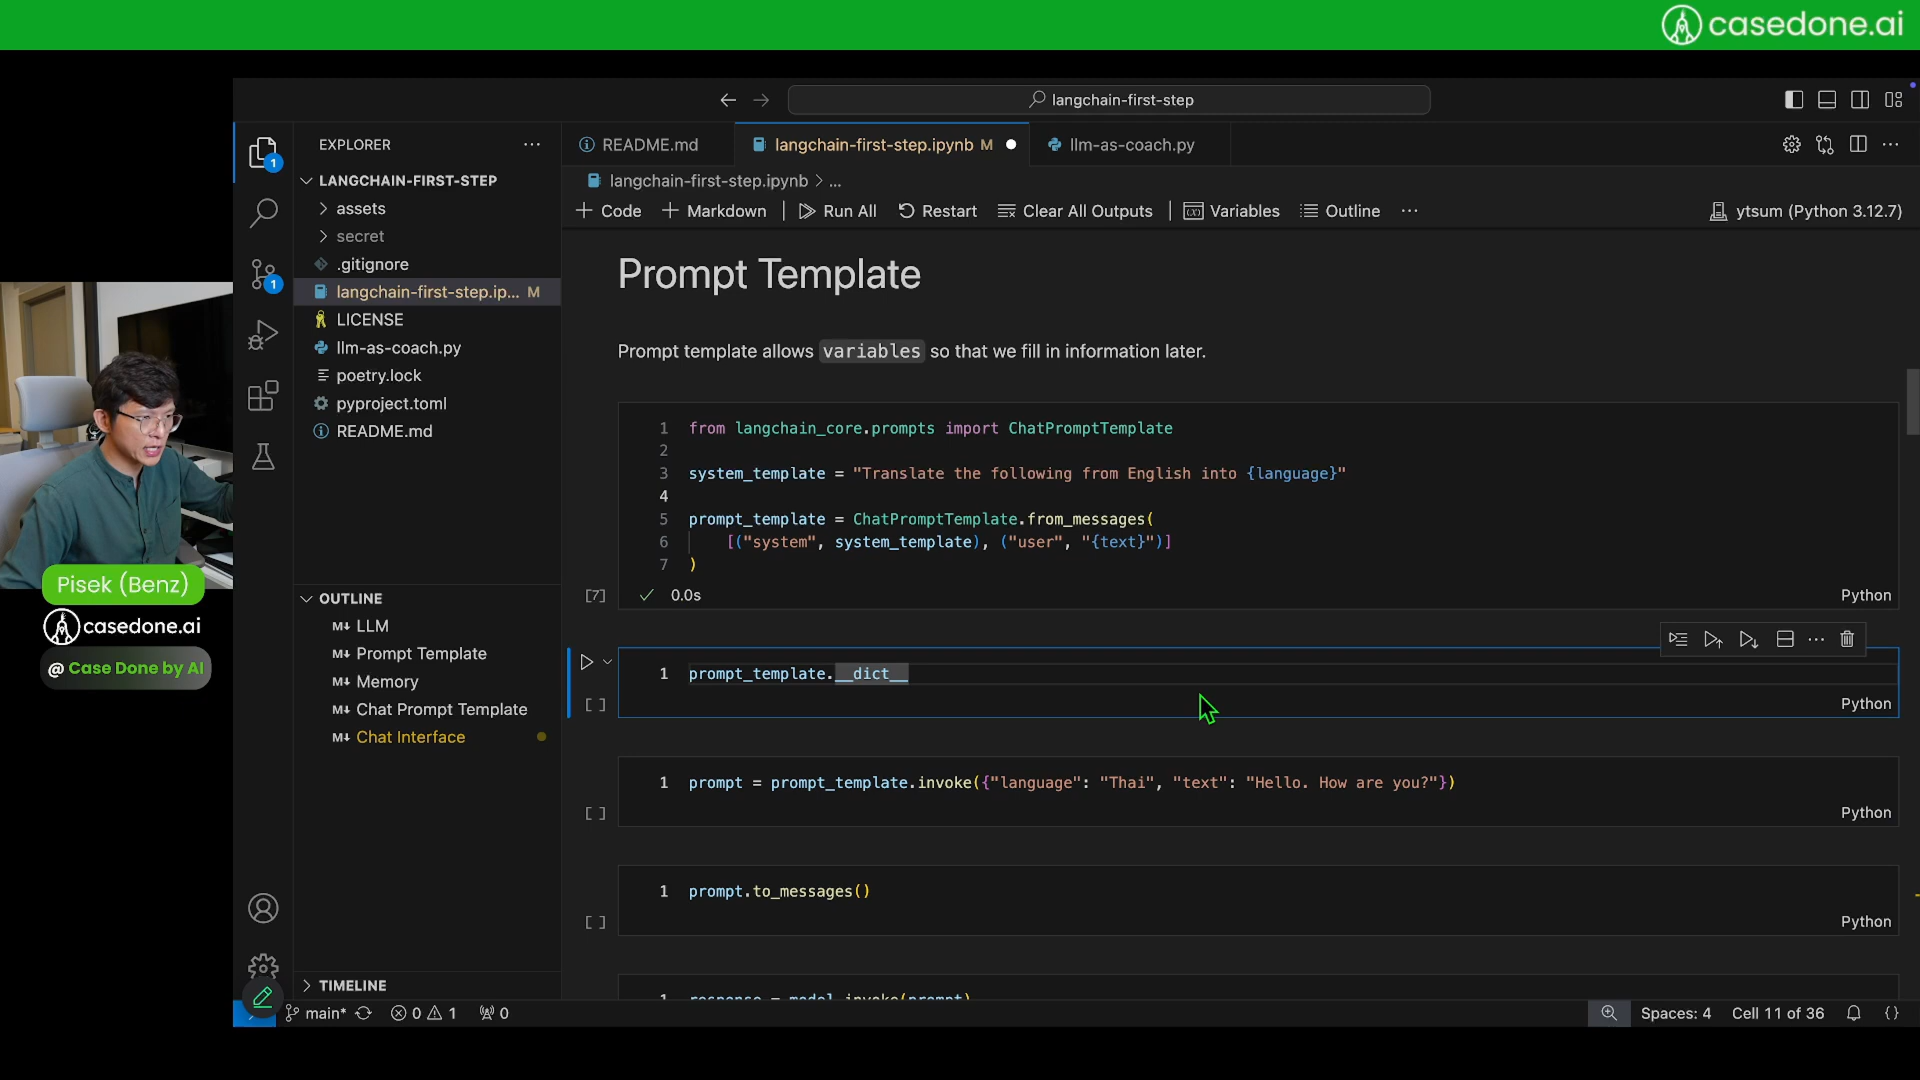 casedone.ai
langchain-first-step
EXPLORER
README.md
langchain-first-step.ipynb M
llm-as-coach.py
LANGCHAIN-FIRST-STEP
langchain-first-step.ipynb > ...
assets
Code
Markdown
Run All
Restart
Clear All Outputs
Variables
Outline
ytsum (Python 3.12.7)
secret
.gitignore
langchain-first-step.ip... M
LICENSE
llm-as-coach.py
poetry.lock
pyproject.toml
README.md
1
1
Prompt Template
Prompt template allows variables so that we fill in information later.
1 from langchain_core.prompts import ChatPromptTemplate
2
3 system_template = "Translate the following from English into {language}"
4
5 prompt_template = ChatPromptTemplate.from_messages(
6 [("system", system_template), ("user", "{text}")]
7 )
[7] 0.0s Python
1 prompt_template.__dict__
[ ] Python
1 prompt = prompt_template.invoke({"language": "Thai", "text": "Hello. How are you?"})
[ ] Python
1 prompt.to_messages()
[ ] Python
1 response = model.invoke(prompt)
OUTLINE
M↓ LLM
M↓ Prompt Template
M↓ Memory
M↓ Chat Prompt Template
M↓ Chat Interface
TIMELINE
Pisek (Benz)
casedone.ai
@ Case Done by AI
main* 0 1 0
Spaces: 4
Cell 11 of 36